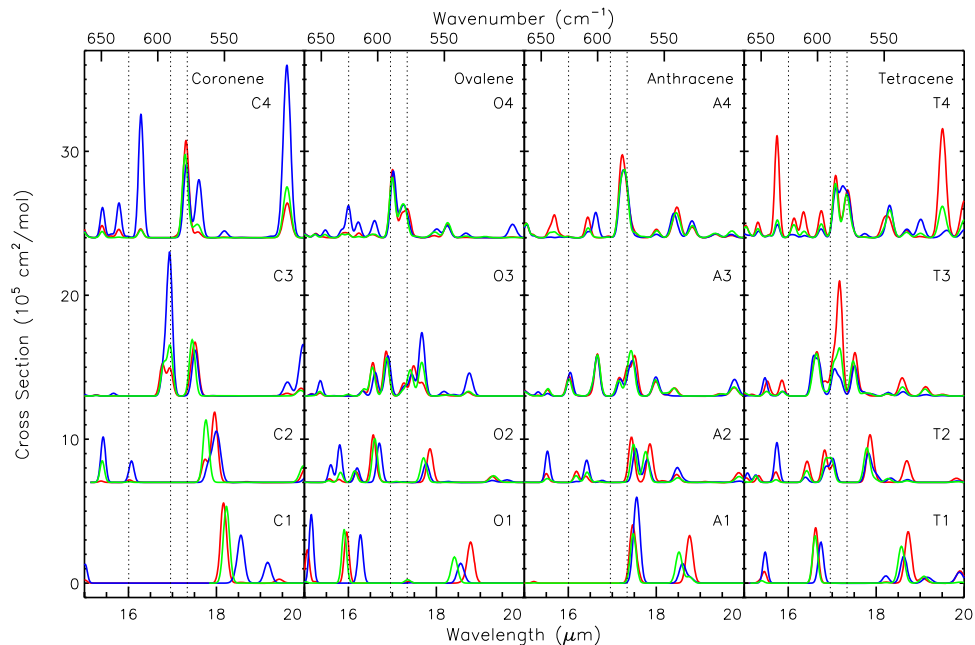 Wavenumber (cm⁻¹)
650 600 550 650 600 550 650 600 550 650 600 550
Coronene Ovalene Anthracene Tetracene
C4 O4 A4 T4
30
C3 O3 A3 T3
20
C2 O2 A2 T2
10
C1 O1 A1 T1
0
16 18 20 16 18 20 16 18 20 16 18 20
Wavelength (μm)
Cross Section (10⁵ cm²/mol)